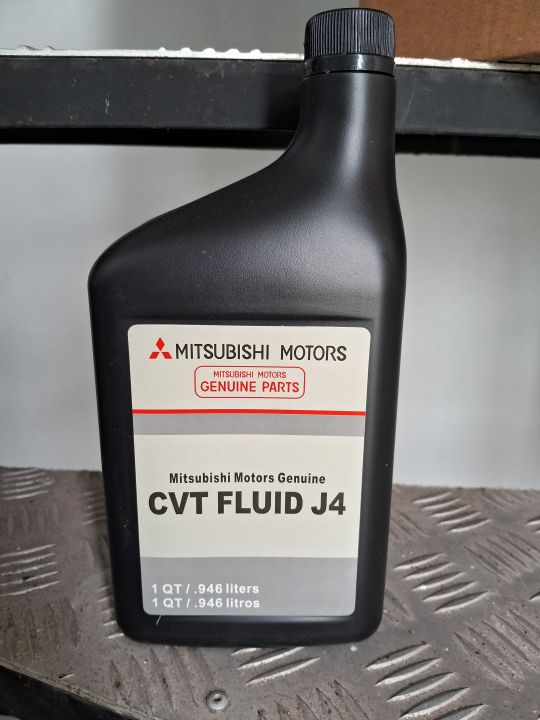 MITSUBISHI MOTORS
MITSUBISHI MOTORS
GENUINE PARTS
Mitsubishi Motors Genuine
CVT FLUID J4
1 QT / .946 liters
1 QT / .946 litros